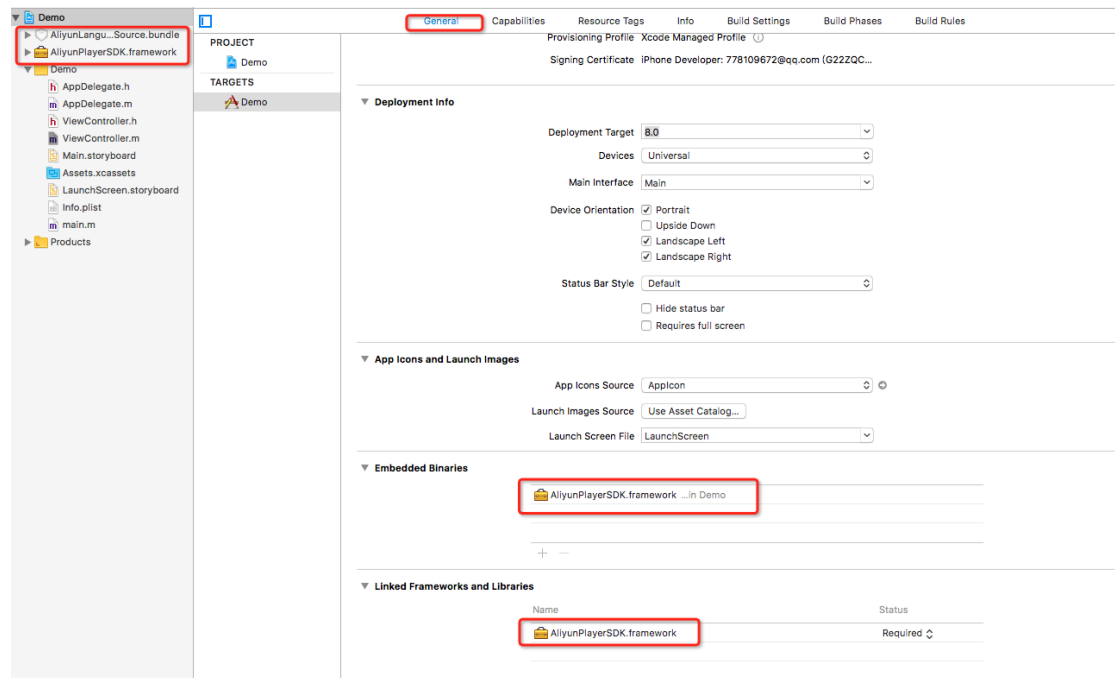 Demo
AliyunLangu...Source.bundle
AliyunPlayerSDK.framework
Demo
AppDelegate.h
AppDelegate.m
ViewController.h
ViewController.m
Main.storyboard
Assets.xcassets
LaunchScreen.storyboard
Info.plist
main.m
Products
PROJECT
Demo
TARGETS
Demo
General Capabilities Resource Tags Info Build Settings Build Phases Build Rules
Provisioning Profile Xcode Managed Profile
Signing Certificate iPhone Developer: 778109672@qq.com (G22ZQC...
Deployment Info
Deployment Target 8.0
Devices Universal
Main Interface Main
Device Orientation Portrait
Upside Down
Landscape Left
Landscape Right
Status Bar Style Default
Hide status bar
Requires full screen
App Icons and Launch Images
App Icons Source AppIcon
Launch Images Source Use Asset Catalog...
Launch Screen File LaunchScreen
Embedded Binaries
AliyunPlayerSDK.framework ...in Demo
Linked Frameworks and Libraries
Name Status
AliyunPlayerSDK.framework Required